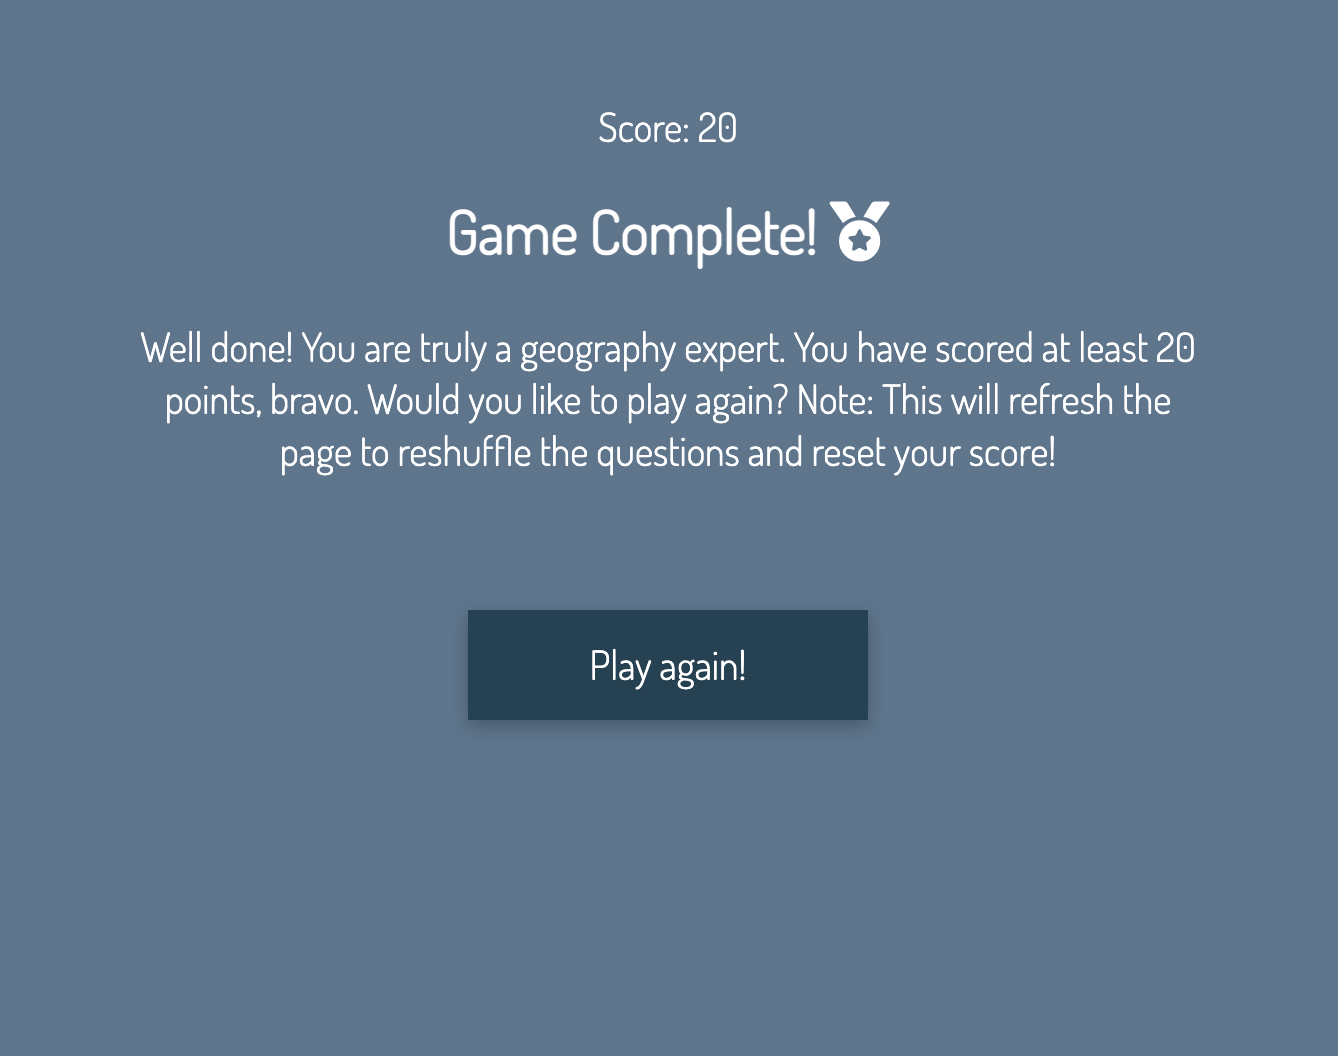 Score: 20
Game Complete!
Well done! You are truly a geography expert. You have scored at least 20
points, bravo. Would you like to play again? Note: This will refresh the
page to reshuffle the questions and reset your score!
Play again!